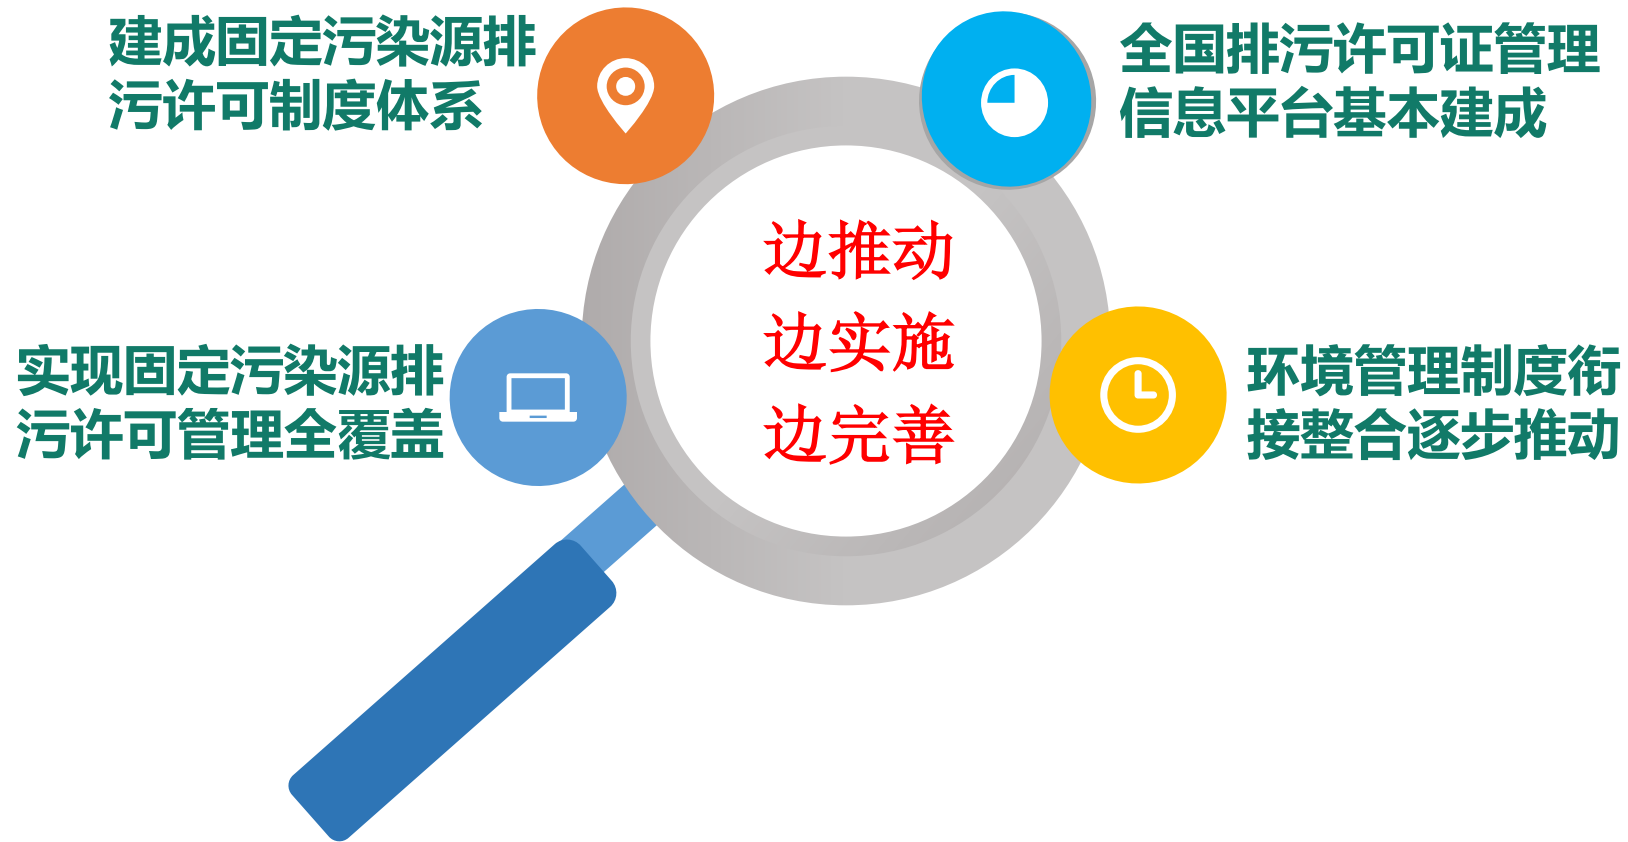 建成固定污染源排
污许可制度体系
全国排污许可证管理
信息平台基本建成
边推动
边实施
边完善
实现固定污染源排
污许可管理全覆盖
环境管理制度衔
接整合逐步推动